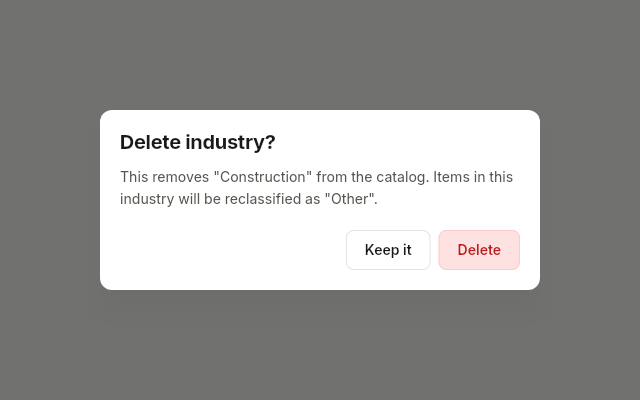 Delete industry?
This removes "Construction" from the catalog. Items in this
industry will be reclassified as "Other".
Keep it
Delete